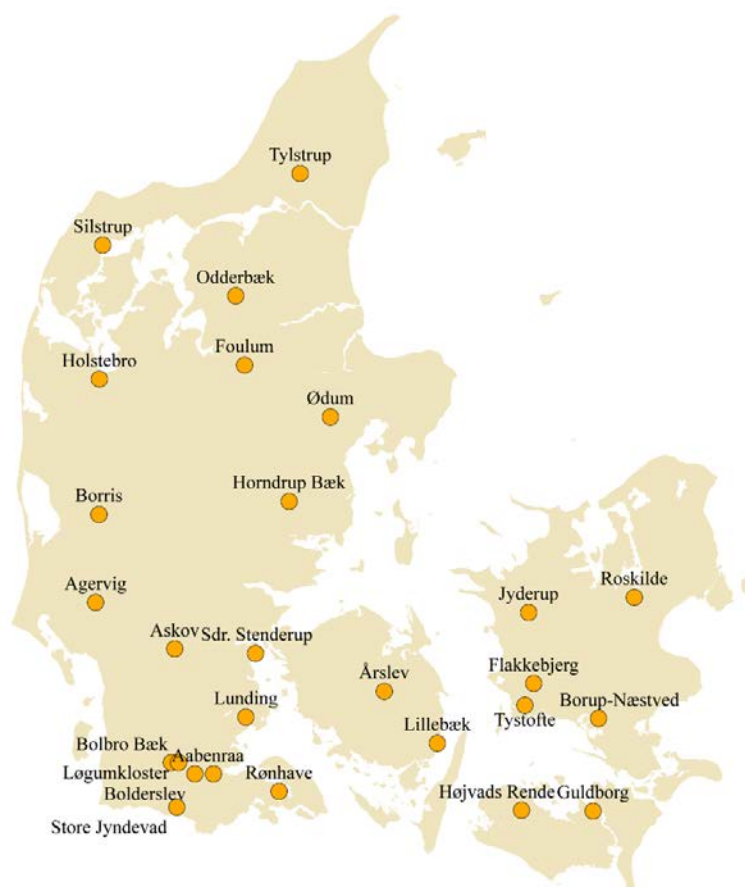 Tylstrup
Silstrup
Odderbæk
Foulum
Holstebro
Ødum
Horndrup Bæk
Borris
Agervig
Roskilde
Jyderup
Askov
Sdr. Stenderup
Flakkebjerg
Årslev
Lunding
Tystofte
Borup-Næstved
Lillebæk
Bolbro Bæk
Aabenraa
Løgumkloster
Rønhave
Bolderslev
Højvads Rende
Guldborg
Store Jyndevad